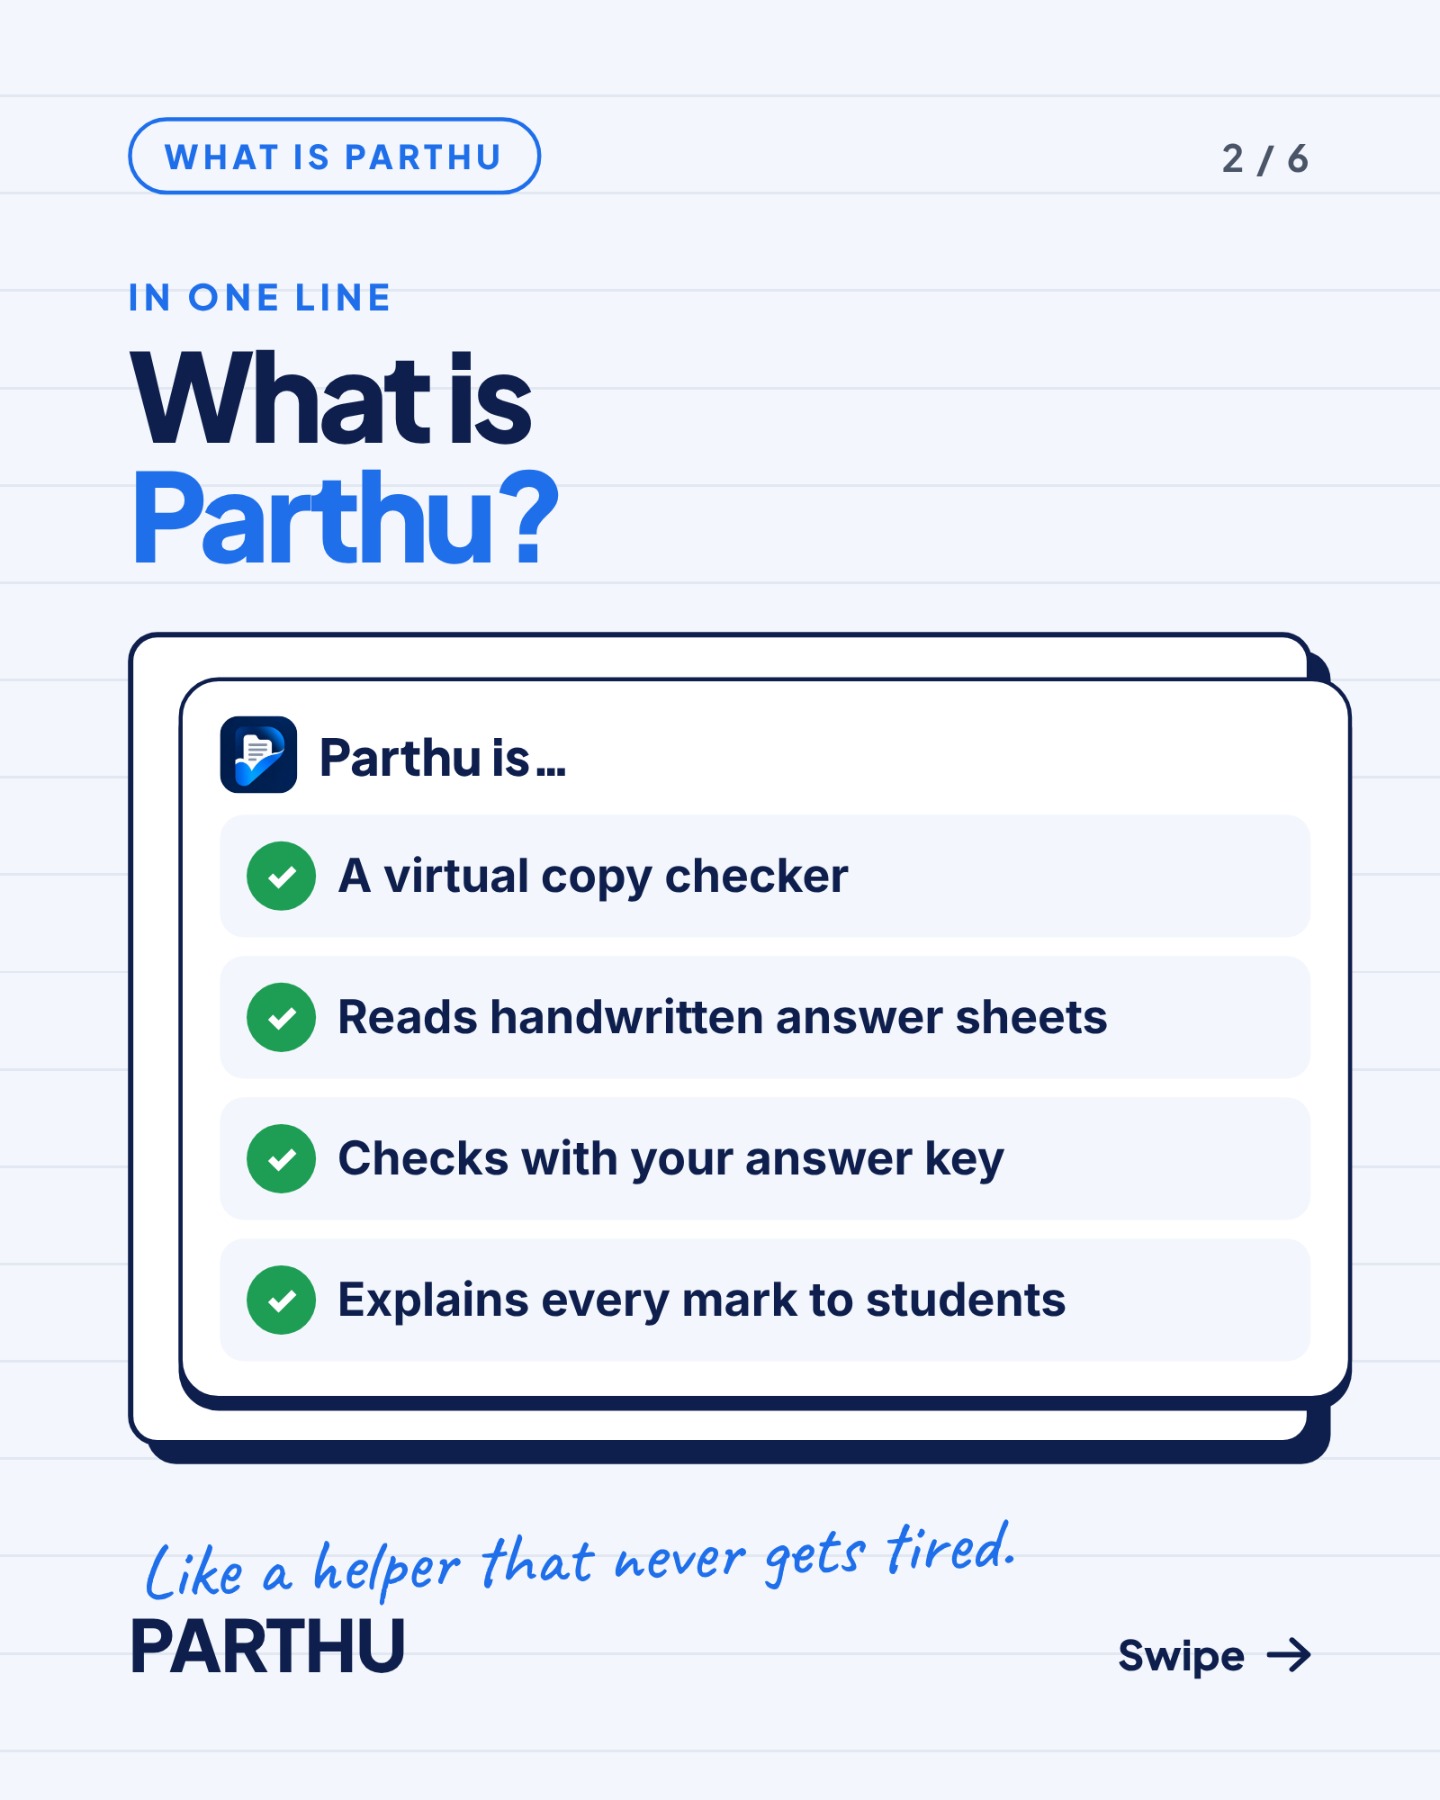 WHAT IS PARTHU
2 / 6
IN ONE LINE
What is
Parthu?
Parthu is...
A virtual copy checker
Reads handwritten answer sheets
Checks with your answer key
Explains every mark to students
Like a helper that never gets tired.
PARTHU
Swipe →